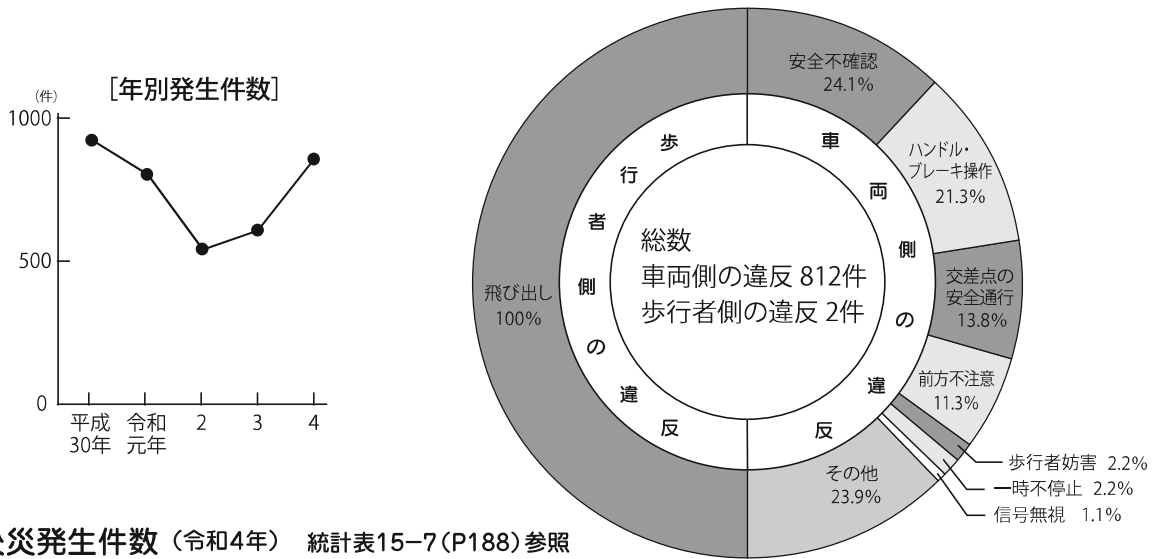 ［年別発生件数］
（件）
1000
500
0
平成
30年
令和
元年
2
3
4
安全不確認
24.1%
ハンドル・
ブレーキ操作
21.3%
交差点の
安全通行
13.8%
前方不注意
11.3%
歩行者妨害 2.2%
一時不停止 2.2%
信号無視 1.1%
その他
23.9%
飛び出し
100%
車両側の違反
歩行者側の違反
総数
車両側の違反 812件
歩行者側の違反 2件
災発生件数（令和4年） 統計表15−7（P188）参照